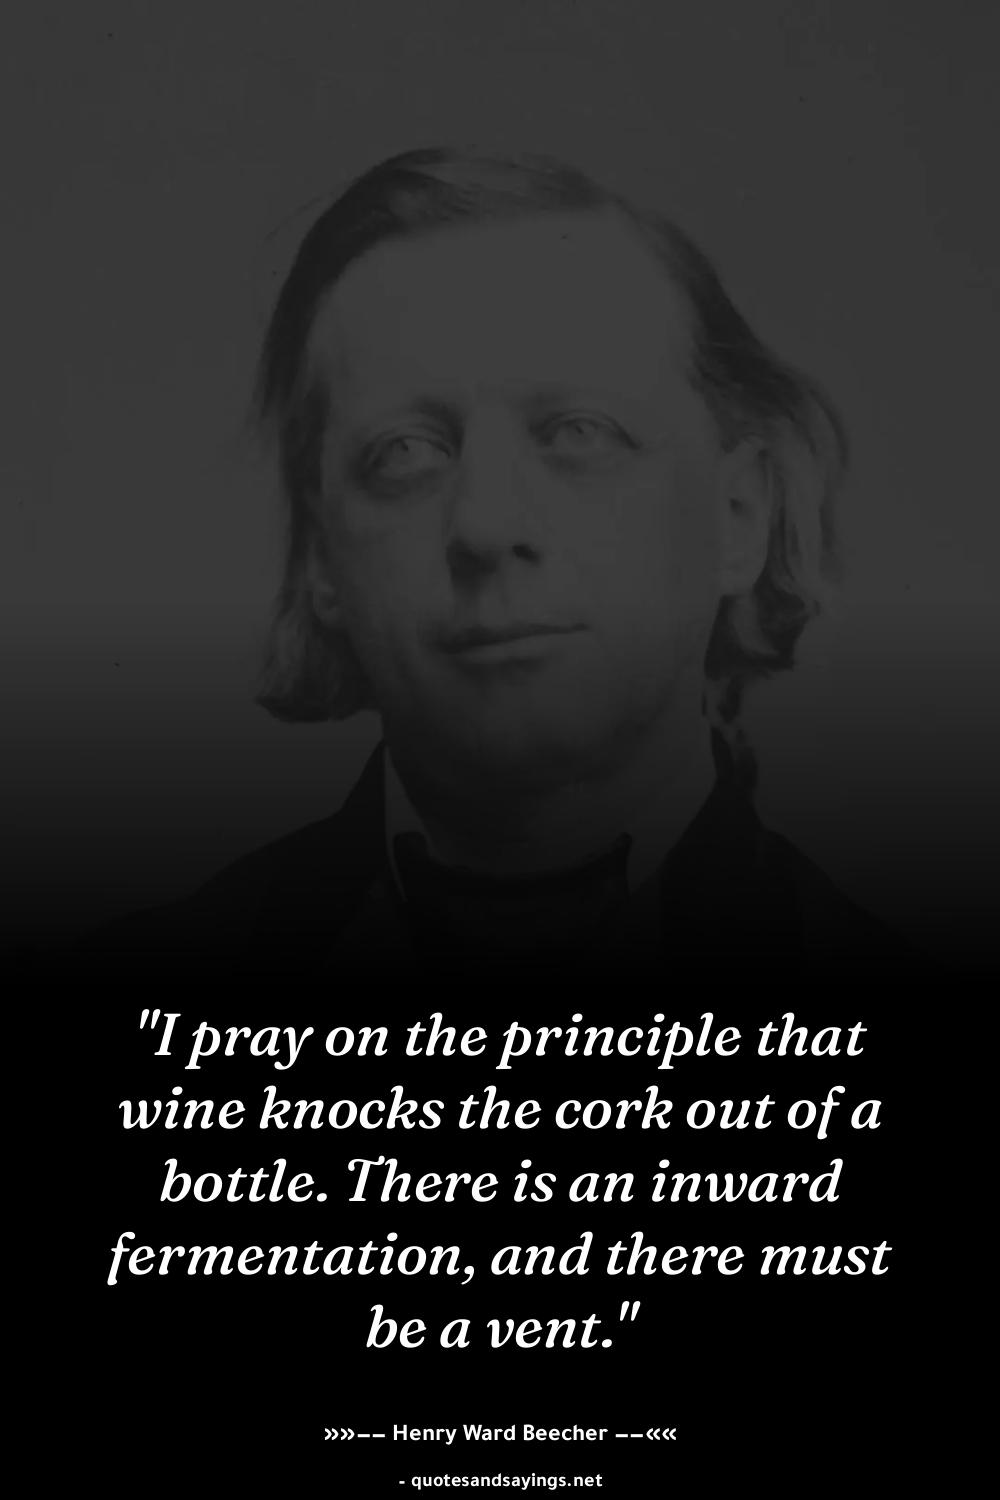 "I pray on the principle that
wine knocks the cork out of a
bottle. There is an inward
fermentation, and there must
be a vent."
»»–– Henry Ward Beecher ––««
- quotesandsayings.net